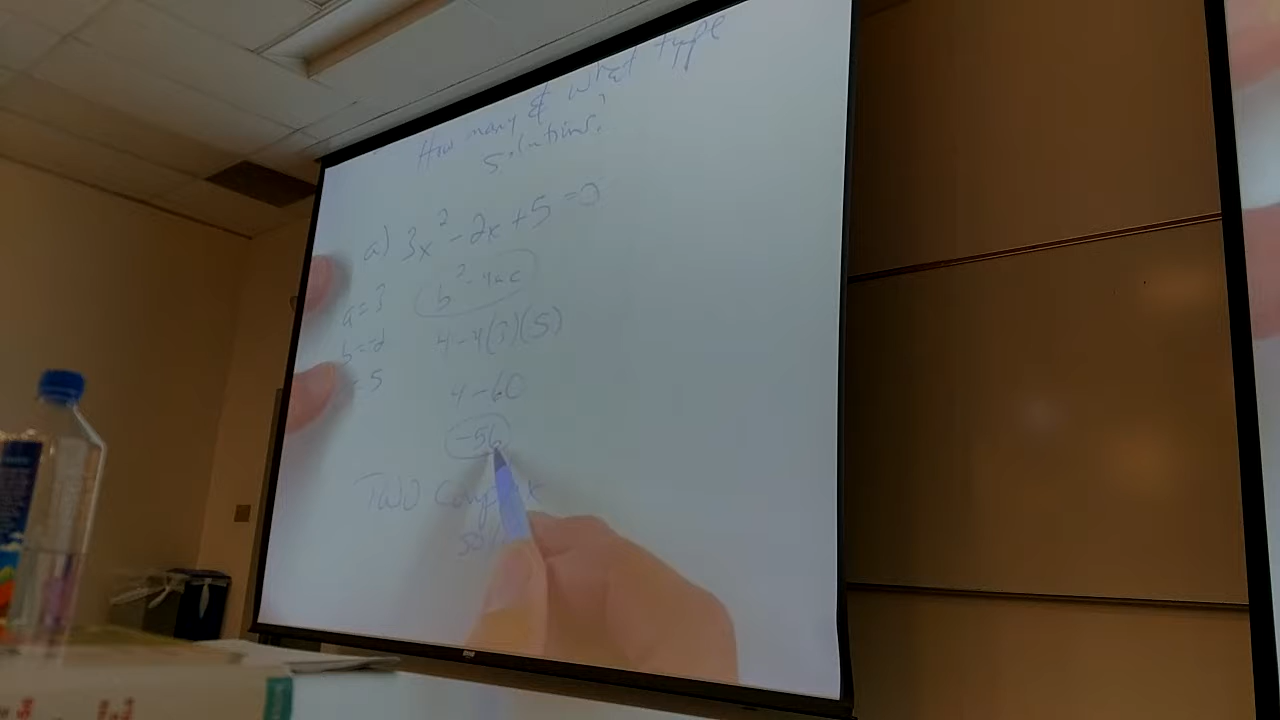 How many & what type
solutions?
a) 3x² - 2x + 5 = 0
b² - 4ac
a = 3
4 - 4(3)(5)
b = -2
= 5
4 - 60
-56
Two complex